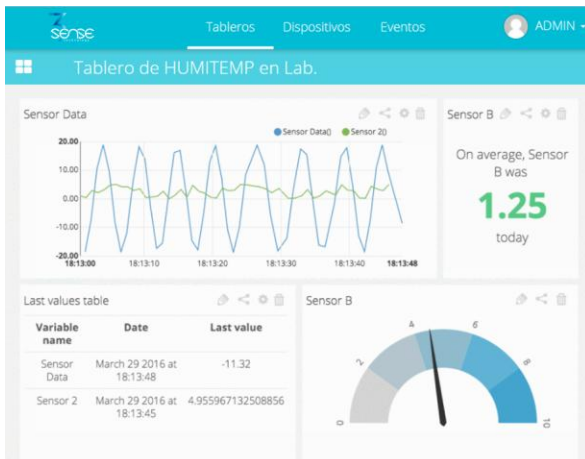 sense
Tableros Dispositivos Eventos ADMIN
Tablero de HUMITEMP en Lab.
Sensor Data
Sensor Data() Sensor 2()
20.00
10.00
0.00
-10.00
-20.00
18:13:00 18:13:10 18:13:20 18:13:30 18:13:40 18:13:48
Sensor B
On average, Sensor
B was
1.25
today
Last values table
Variable name Date Last value
Sensor Data March 29 2016 at 18:13:48 -11.32
Sensor 2 March 29 2016 at 18:13:45 4.955967132508856
Sensor B
0 2 4 6 8 10